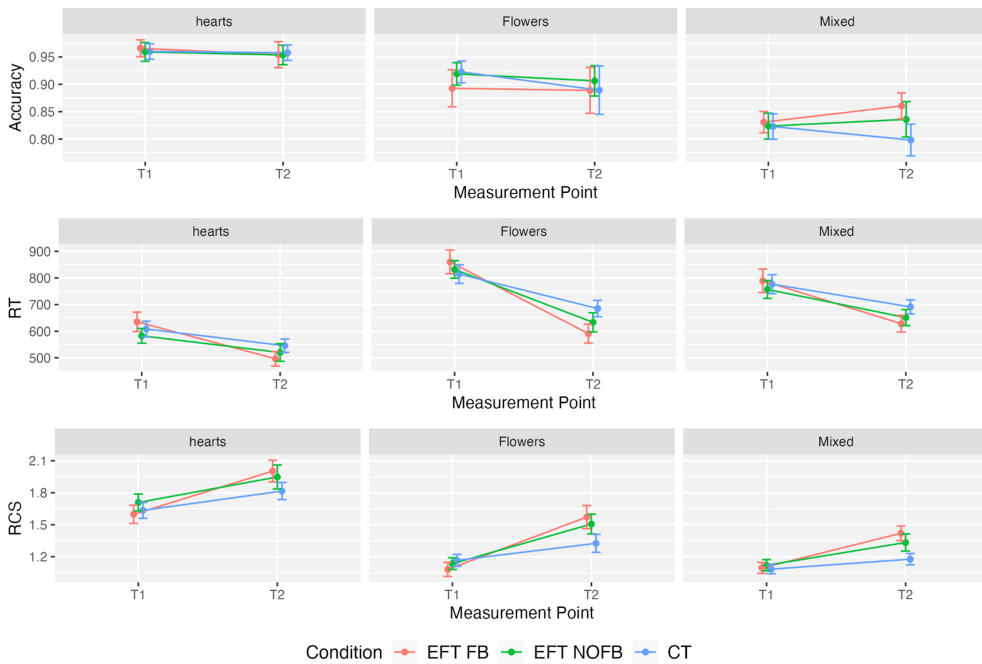 hearts Flowers Mixed
Accuracy
0.95
0.90
0.85
0.80
T1 T2 T1 T2 T1 T2
Measurement Point
hearts Flowers Mixed
RT
900
800
700
600
500
T1 T2 T1 T2 T1 T2
Measurement Point
hearts Flowers Mixed
RCS
2.1
1.8
1.5
1.2
T1 T2 T1 T2 T1 T2
Measurement Point
Condition EFT FB EFT NOFB CT